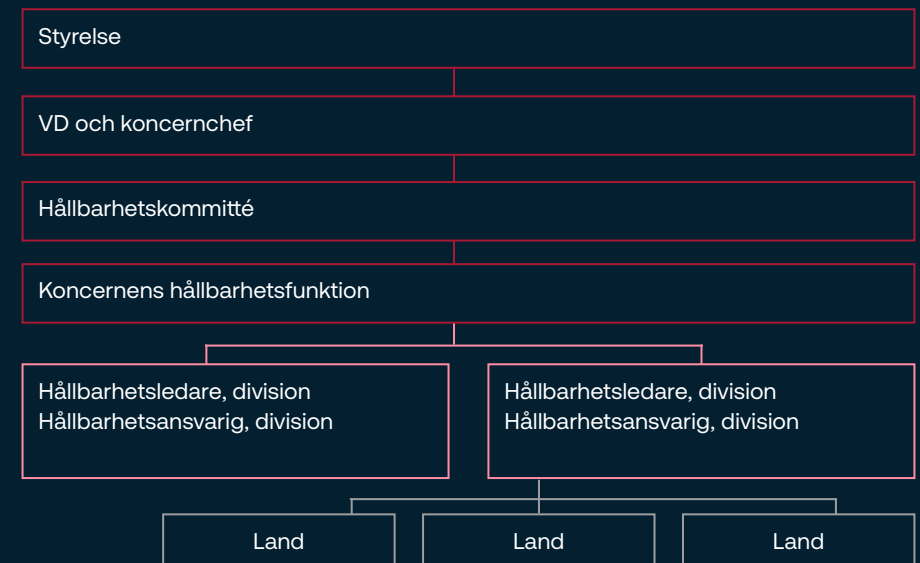 Styrelse
VD och koncernchef
Hållbarhetskommitté
Koncernens hållbarhetsfunktion
Hållbarhetsledare, division
Hållbarhetsansvarig, division
Hållbarhetsledare, division
Hållbarhetsansvarig, division
Land
Land
Land